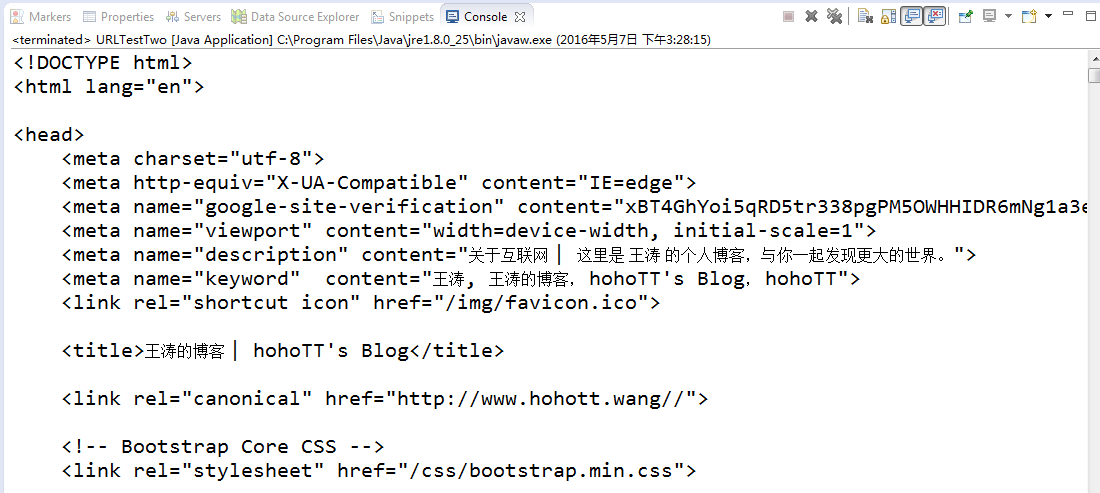 Markers Properties Servers Data Source Explorer Snippets Console
<terminated> URLTestTwo [Java Application] C:\Program Files\Java\jre1.8.0_25\bin\javaw.exe (2016年5月7日 下午3:28:15)
<!DOCTYPE html>
<html lang="en">
<head>
    <meta charset="utf-8">
    <meta http-equiv="X-UA-Compatible" content="IE=edge">
    <meta name="google-site-verification" content="xBT4GhYoi5qRD5tr338pgPM5OWHHIDR6mNg1a3e
    <meta name="viewport" content="width=device-width, initial-scale=1">
    <meta name="description" content="关于互联网 | 这里是 王涛 的个人博客，与你一起发现更大的世界。">
    <meta name="keyword"  content="王涛, 王涛的博客, hohoTT's Blog, hohoTT">
    <link rel="shortcut icon" href="/img/favicon.ico">
    <title>王涛的博客 | hohoTT's Blog</title>
    <link rel="canonical" href="http://www.hohott.wang//">
    <!-- Bootstrap Core CSS -->
    <link rel="stylesheet" href="/css/bootstrap.min.css">